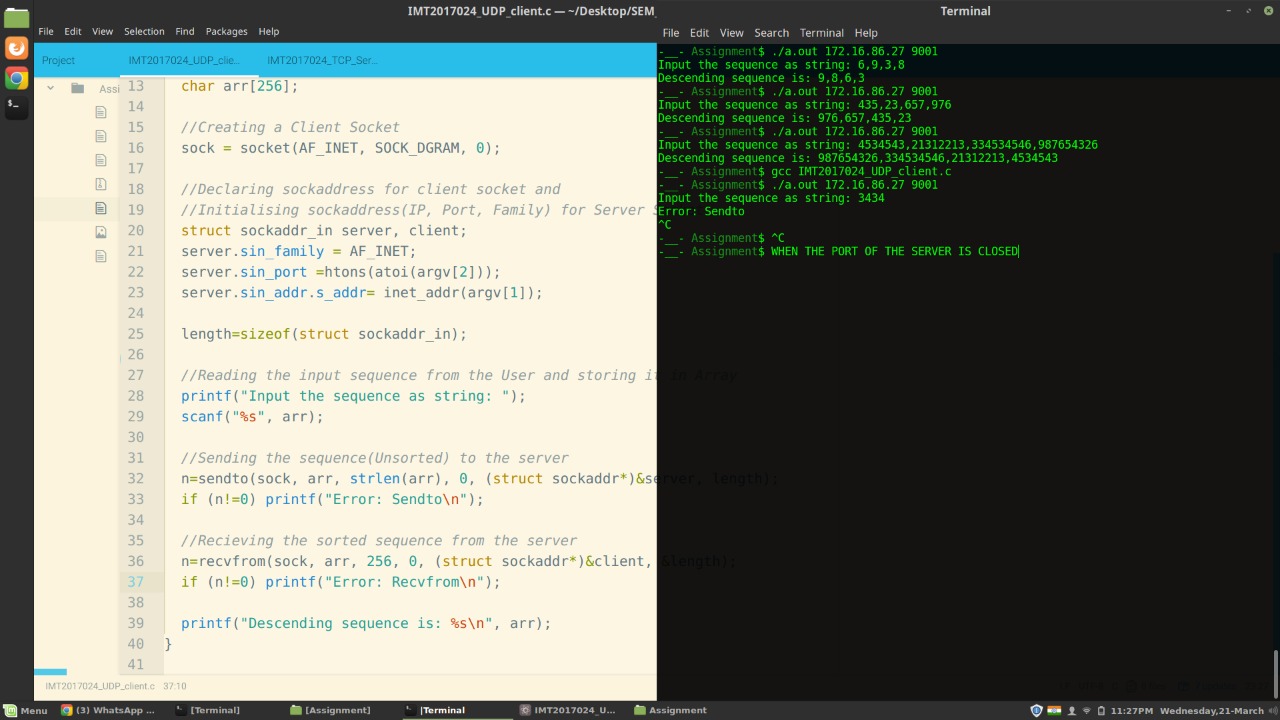 IMT2017024_UDP_client.c — ~/Desktop/SEM_
File Edit View Selection Find Packages Help
Project
IMT2017024_UDP_clie...
IMT2017024_TCP_Ser...
Assi
13 char arr[256];
14
15 //Creating a Client Socket
16 sock = socket(AF_INET, SOCK_DGRAM, 0);
17
18 //Declaring sockaddress for client socket and
19 //Initialising sockaddress(IP, Port, Family) for Server S
20 struct sockaddr_in server, client;
21 server.sin_family = AF_INET;
22 server.sin_port =htons(atoi(argv[2]));
23 server.sin_addr.s_addr= inet_addr(argv[1]);
24
25 length=sizeof(struct sockaddr_in);
26
27 //Reading the input sequence from the User and storing it in Array
28 printf("Input the sequence as string: ");
29 scanf("%s", arr);
30
31 //Sending the sequence(Unsorted) to the server
32 n=sendto(sock, arr, strlen(arr), 0, (struct sockaddr*)&server, length);
33 if (n!=0) printf("Error: Sendto\n");
34
35 //Recieving the sorted sequence from the server
36 n=recvfrom(sock, arr, 256, 0, (struct sockaddr*)&client, &length);
37 if (n!=0) printf("Error: Recvfrom\n");
38
39 printf("Descending sequence is: %s\n", arr);
40 }
41
IMT2017024_UDP_client.c 37:10
Terminal
File Edit View Search Terminal Help
-__- Assignment$ ./a.out 172.16.86.27 9001
Input the sequence as string: 6,9,3,8
Descending sequence is: 9,8,6,3
-__- Assignment$ ./a.out 172.16.86.27 9001
Input the sequence as string: 435,23,657,976
Descending sequence is: 976,657,435,23
-__- Assignment$ ./a.out 172.16.86.27 9001
Input the sequence as string: 4534543,21312213,334534546,987654326
Descending sequence is: 987654326,334534546,21312213,4534543
-__- Assignment$ gcc IMT2017024_UDP_client.c
-__- Assignment$ ./a.out 172.16.86.27 9001
Input the sequence as string: 3434
Error: Sendto
^C
-__- Assignment$ ^C
-__- Assignment$ WHEN THE PORT OF THE SERVER IS CLOSED
Menu
(3) WhatsApp ...
[Terminal]
[Assignment]
Terminal
IMT2017024_U...
Assignment
11:27PM Wednesday,21-March